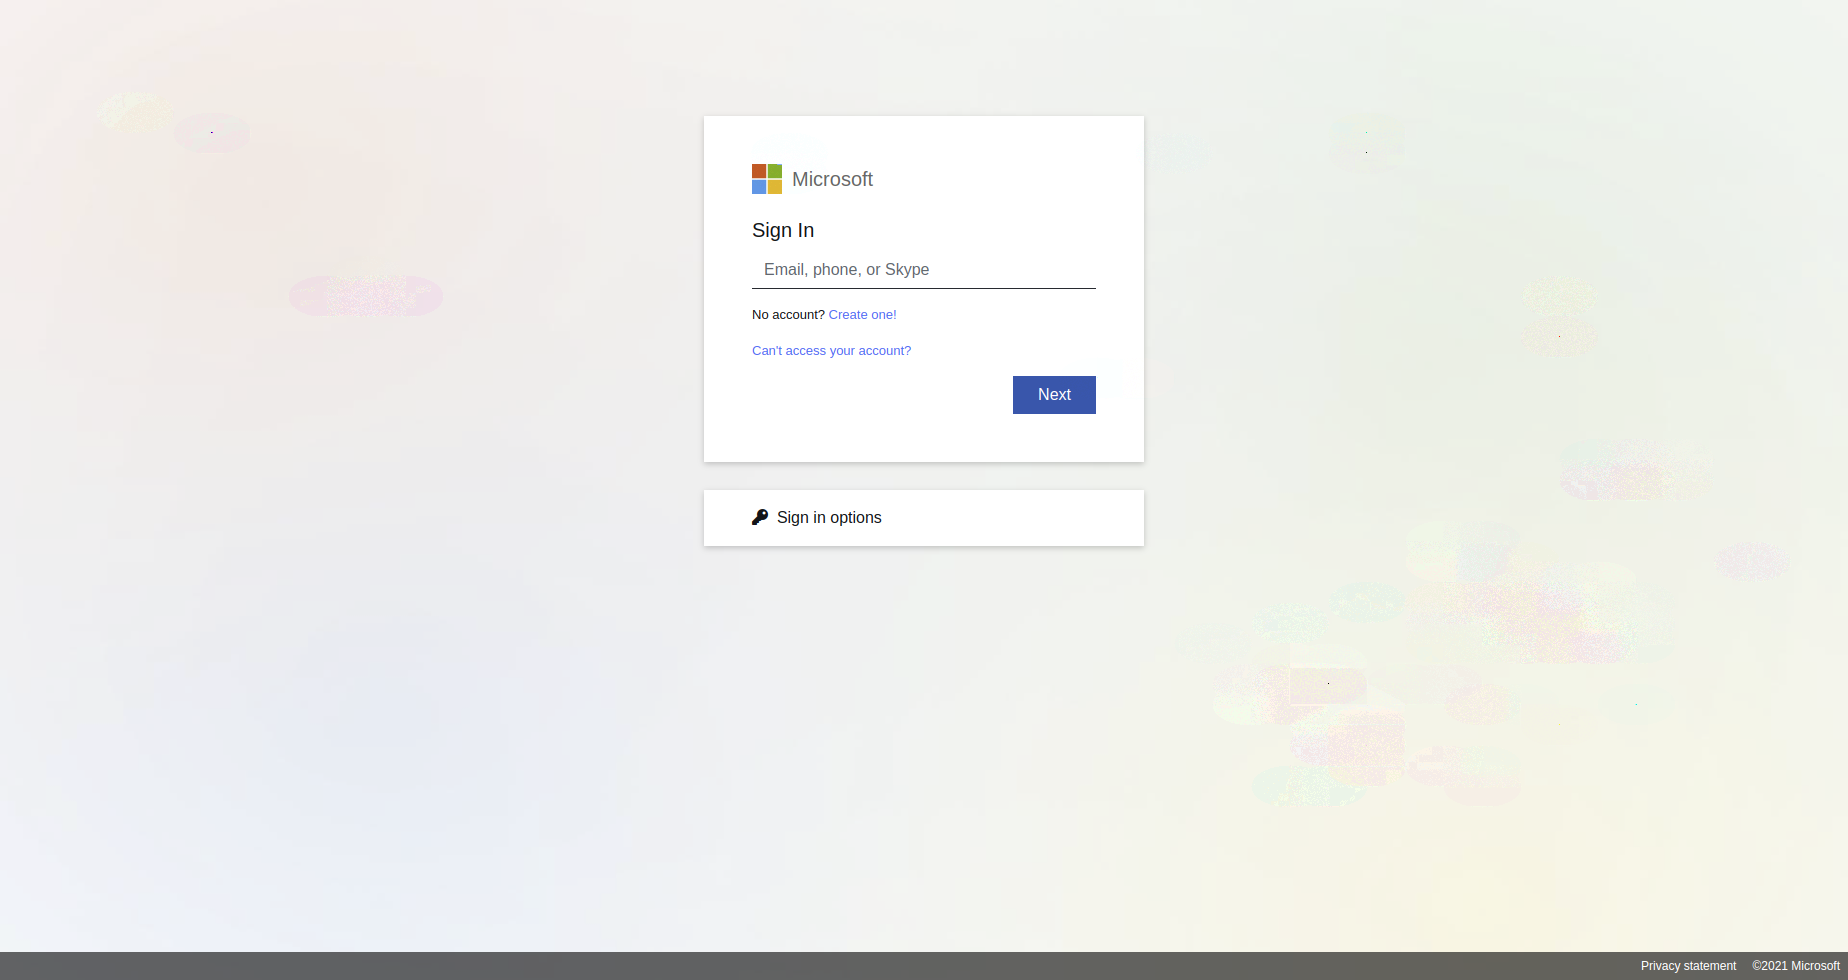 Microsoft
Sign In
Email, phone, or Skype
No account? Create one!
Can't access your account?
Next
Sign in options
Privacy statement ©2021 Microsoft